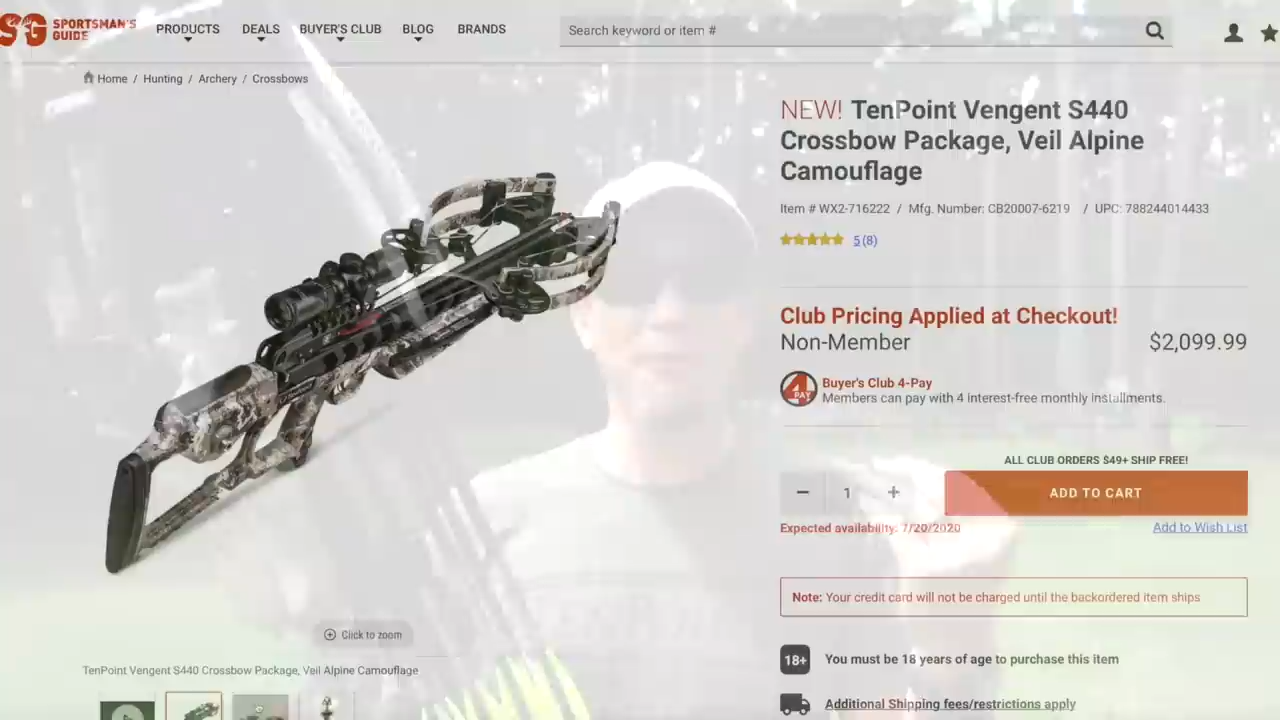 SG SPORTSMAN'S GUIDE
PRODUCTS
DEALS
BUYER'S CLUB
BLOG
BRANDS
Search keyword or item #
Home / Hunting / Archery / Crossbows
NEW! TenPoint Vengent S440
Crossbow Package, Veil Alpine
Camouflage
Item # WX2-716222 / Mfg. Number: CB20007-6219 / UPC: 788244014433
5 (8)
Club Pricing Applied at Checkout!
Non-Member $2,099.99
4 PAY
Buyer's Club 4-Pay
Members can pay with 4 interest-free monthly installments.
ALL CLUB ORDERS $49+ SHIP FREE!
1
ADD TO CART
Expected availability: 7/20/2020
Add to Wish List
Note: Your credit card will not be charged until the backordered item ships
Click to zoom
18+
You must be 18 years of age to purchase this item
TenPoint Vengent S440 Crossbow Package, Veil Alpine Camouflage
Additional Shipping fees/restrictions apply